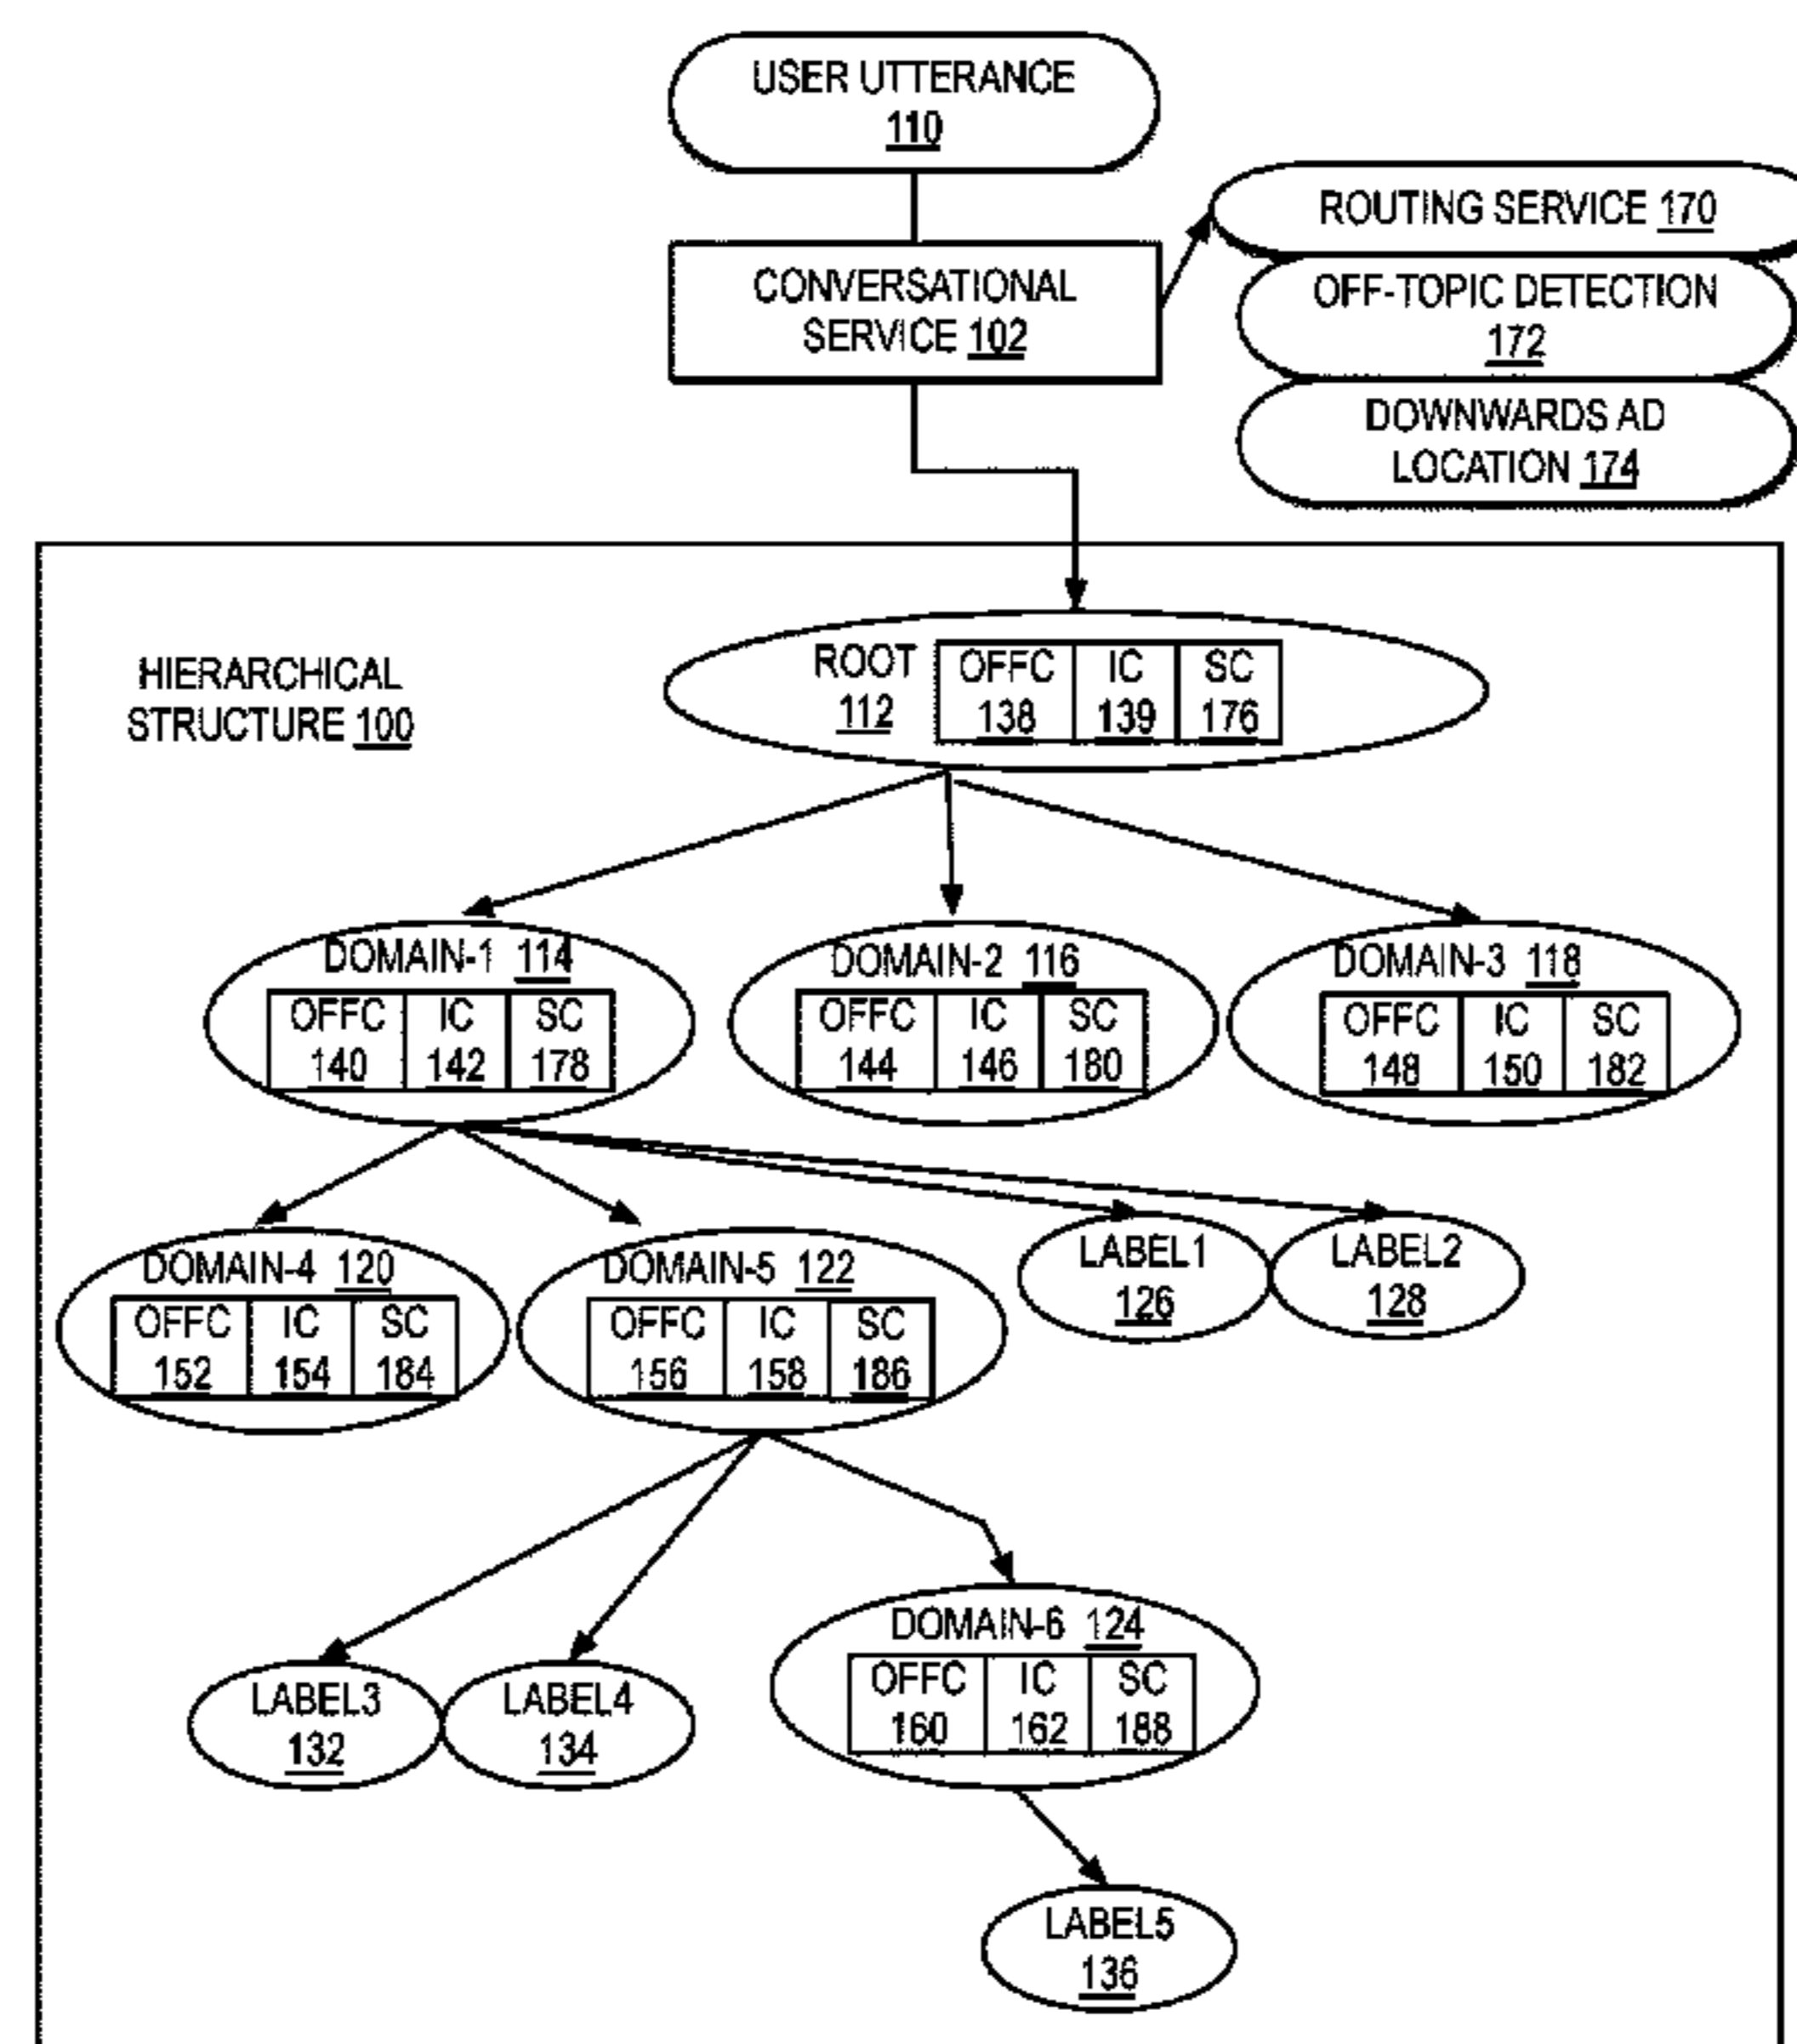 USER UTTERANCE
110
ROUTING SERVICE 170
CONVERSATIONAL
SERVICE 102
OFF-TOPIC DETECTION
172
DOWNWARDS AD
LOCATION 174
HIERARCHICAL
STRUCTURE 100
ROOT
112
OFFC IC SC
138 139 176
DOMAIN-1 114
OFFC IC SC
140 142 178
DOMAIN-2 116
OFFC IC SC
144 146 180
DOMAIN-3 118
OFFC IC SC
148 150 182
DOMAIN-4 120
OFFC IC SC
152 154 184
DOMAIN-5 122
OFFC IC SC
156 158 186
LABEL1
126
LABEL2
128
LABEL3
132
LABEL4
134
DOMAIN-6 124
OFFC IC SC
160 162 188
LABEL5
136